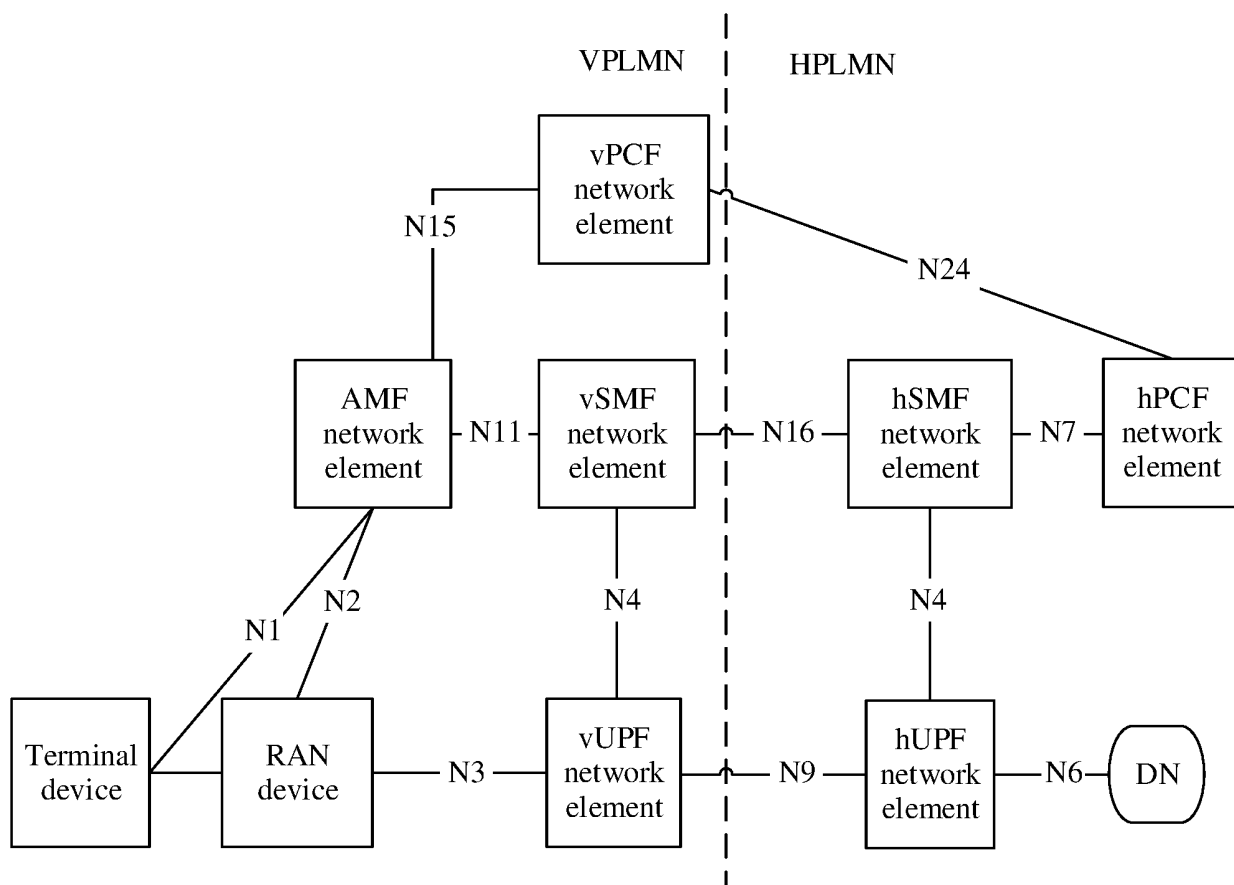 VPLMN
HPLMN
vPCF
network
element
N15
N24
AMF
network
element
N11
vSMF
network
element
N16
hSMF
network
element
N7
hPCF
network
element
N1
N2
N4
N4
Terminal
device
RAN
device
N3
vUPF
network
element
N9
hUPF
network
element
N6
DN